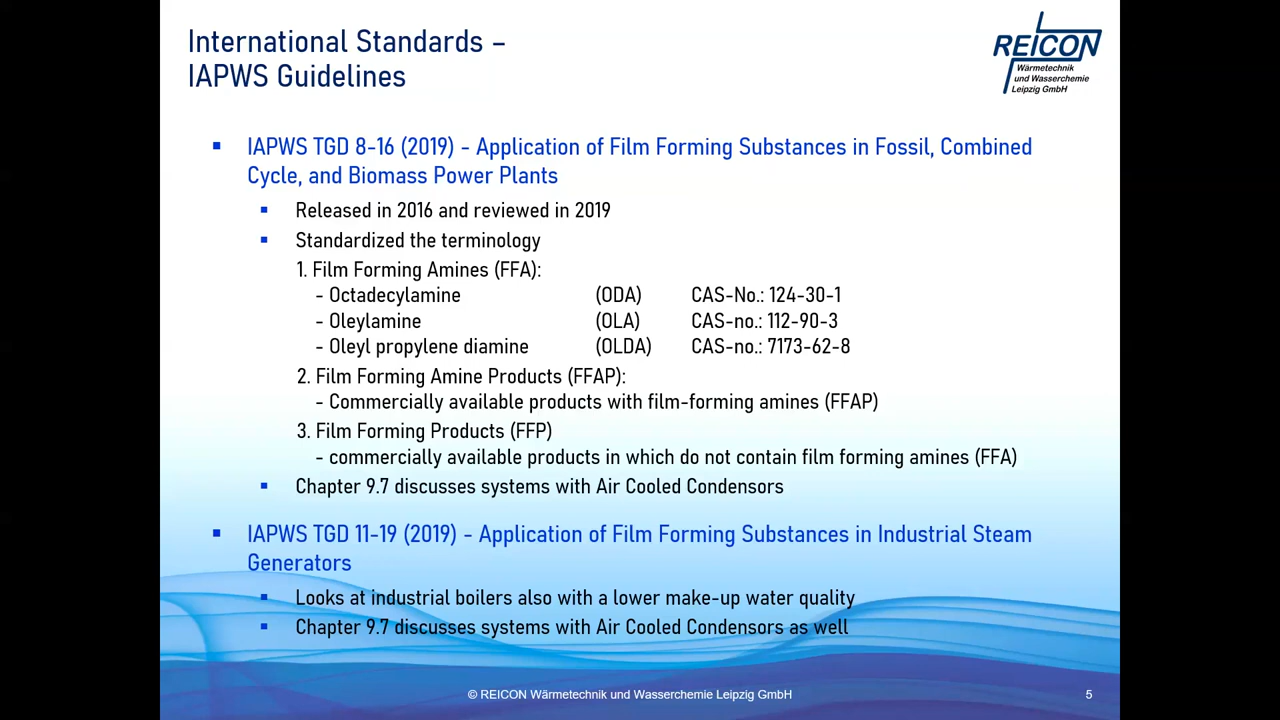 International Standards –
IAPWS Guidelines
REICON
Wärmetechnik
und Wasserchemie
Leipzig GmbH
▪ IAPWS TGD 8-16 (2019) - Application of Film Forming Substances in Fossil, Combined
Cycle, and Biomass Power Plants
▪ Released in 2016 and reviewed in 2019
▪ Standardized the terminology
1. Film Forming Amines (FFA):
- Octadecylamine (ODA) CAS-No.: 124-30-1
- Oleylamine (OLA) CAS-no.: 112-90-3
- Oleyl propylene diamine (OLDA) CAS-no.: 7173-62-8
2. Film Forming Amine Products (FFAP):
- Commercially available products with film-forming amines (FFAP)
3. Film Forming Products (FFP)
- commercially available products in which do not contain film forming amines (FFA)
▪ Chapter 9.7 discusses systems with Air Cooled Condensors
▪ IAPWS TGD 11-19 (2019) - Application of Film Forming Substances in Industrial Steam
Generators
▪ Looks at industrial boilers also with a lower make-up water quality
▪ Chapter 9.7 discusses systems with Air Cooled Condensors as well
© REICON Wärmetechnik und Wasserchemie Leipzig GmbH
5